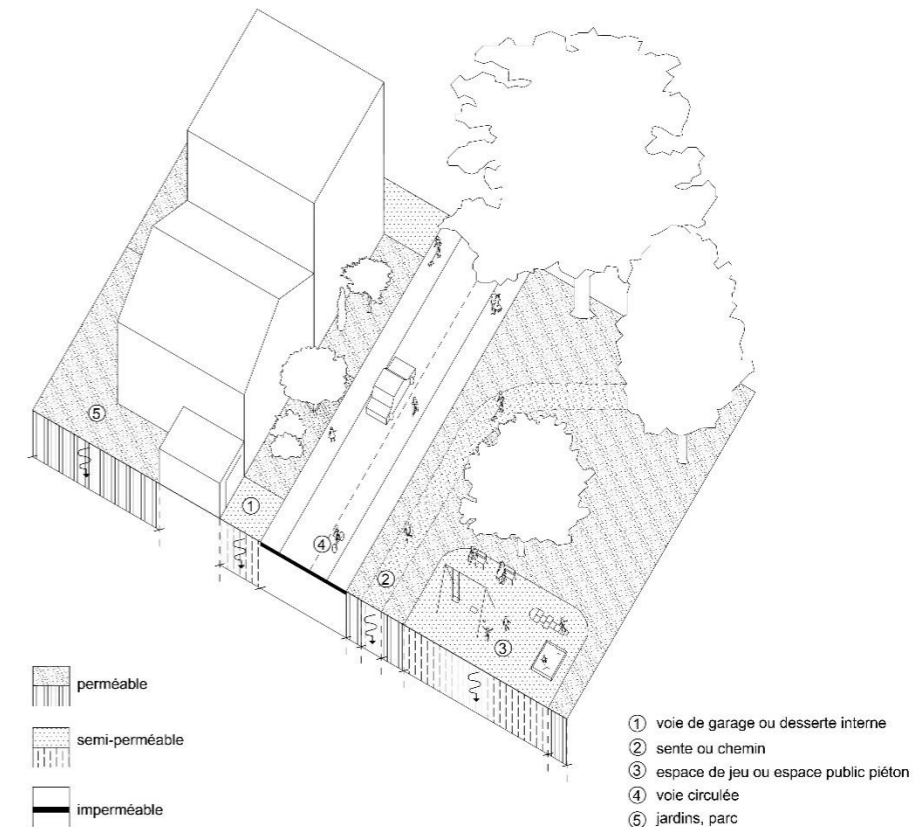 ⑤
①
④
②
③
perméable
semi-perméable
imperméable
① voie de garage ou desserte interne
② sente ou chemin
③ espace de jeu ou espace public piéton
④ voie circulée
⑤ jardins, parc